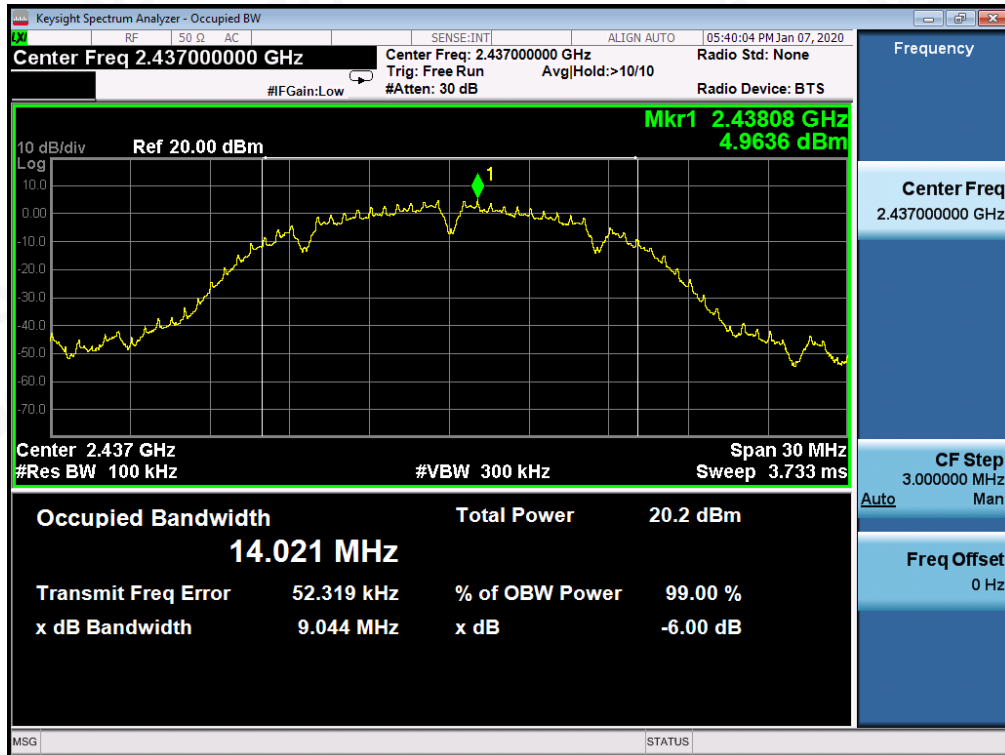 Keysight Spectrum Analyzer - Occupied BW
LXI RF 50 Ω AC SENSE:INT ALIGN AUTO 05:40:04 PM Jan 07, 2020
Center Freq 2.437000000 GHz
Center Freq: 2.437000000 GHz
Radio Std: None
Trig: Free Run Avg|Hold:>10/10
#IFGain:Low
#Atten: 30 dB
Radio Device: BTS
Mkr1 2.43808 GHz
4.9636 dBm
10 dB/div Ref 20.00 dBm
Log
10.0
0.00
-10.0
-20.0
-30.0
-40.0
-50.0
-60.0
-70.0
1
Center 2.437 GHz
Span 30 MHz
#Res BW 100 kHz
#VBW 300 kHz
Sweep 3.733 ms
Occupied Bandwidth
14.021 MHz
Total Power 20.2 dBm
Transmit Freq Error 52.319 kHz
% of OBW Power 99.00 %
x dB Bandwidth 9.044 MHz
x dB -6.00 dB
MSG
STATUS
Frequency
Center Freq
2.437000000 GHz
CF Step
3.000000 MHz
Auto Man
Freq Offset
0 Hz